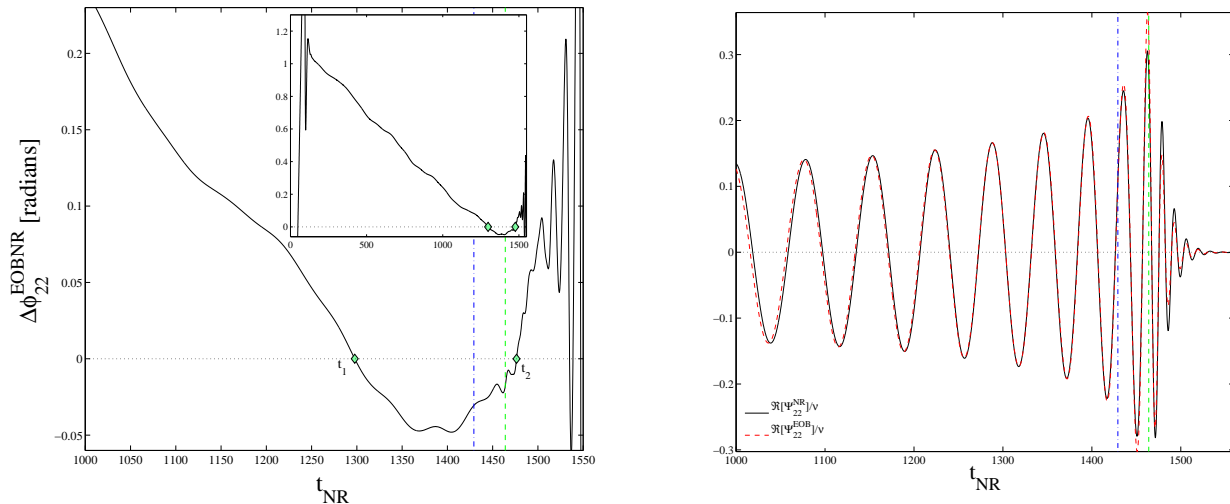 Δϕ₂₂^EOBNR [radians]
0.2
0.15
0.1
0.05
0
−0.05
1.2
1
0.8
0.6
0.4
0.2
0
0 500 1000 1500
t₁
t₂
1000 1050 1100 1150 1200 1250 1300 1350 1400 1450 1500 1550
t_NR
0.3
0.2
0.1
0
−0.1
−0.2
−0.3
ℜ[Ψ₂₂^NR]/ν
ℜ[Ψ₂₂^EOB]/ν
1000 1100 1200 1300 1400 1500
t_NR